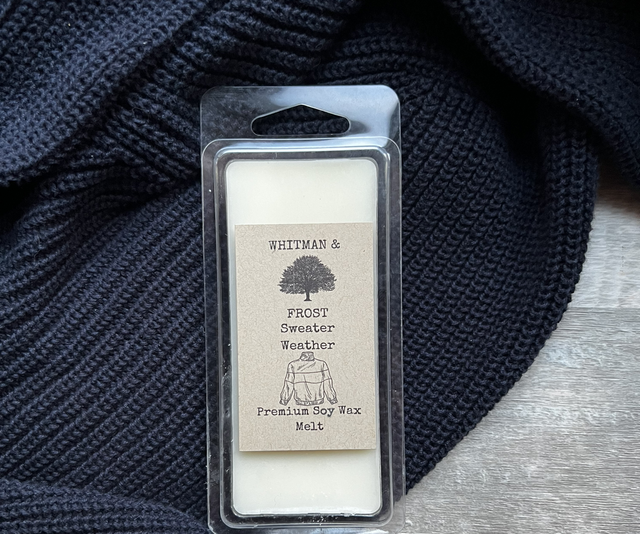 WHITMAN &
FROST
Sweater
Weather
Premium Soy Wax
Melt